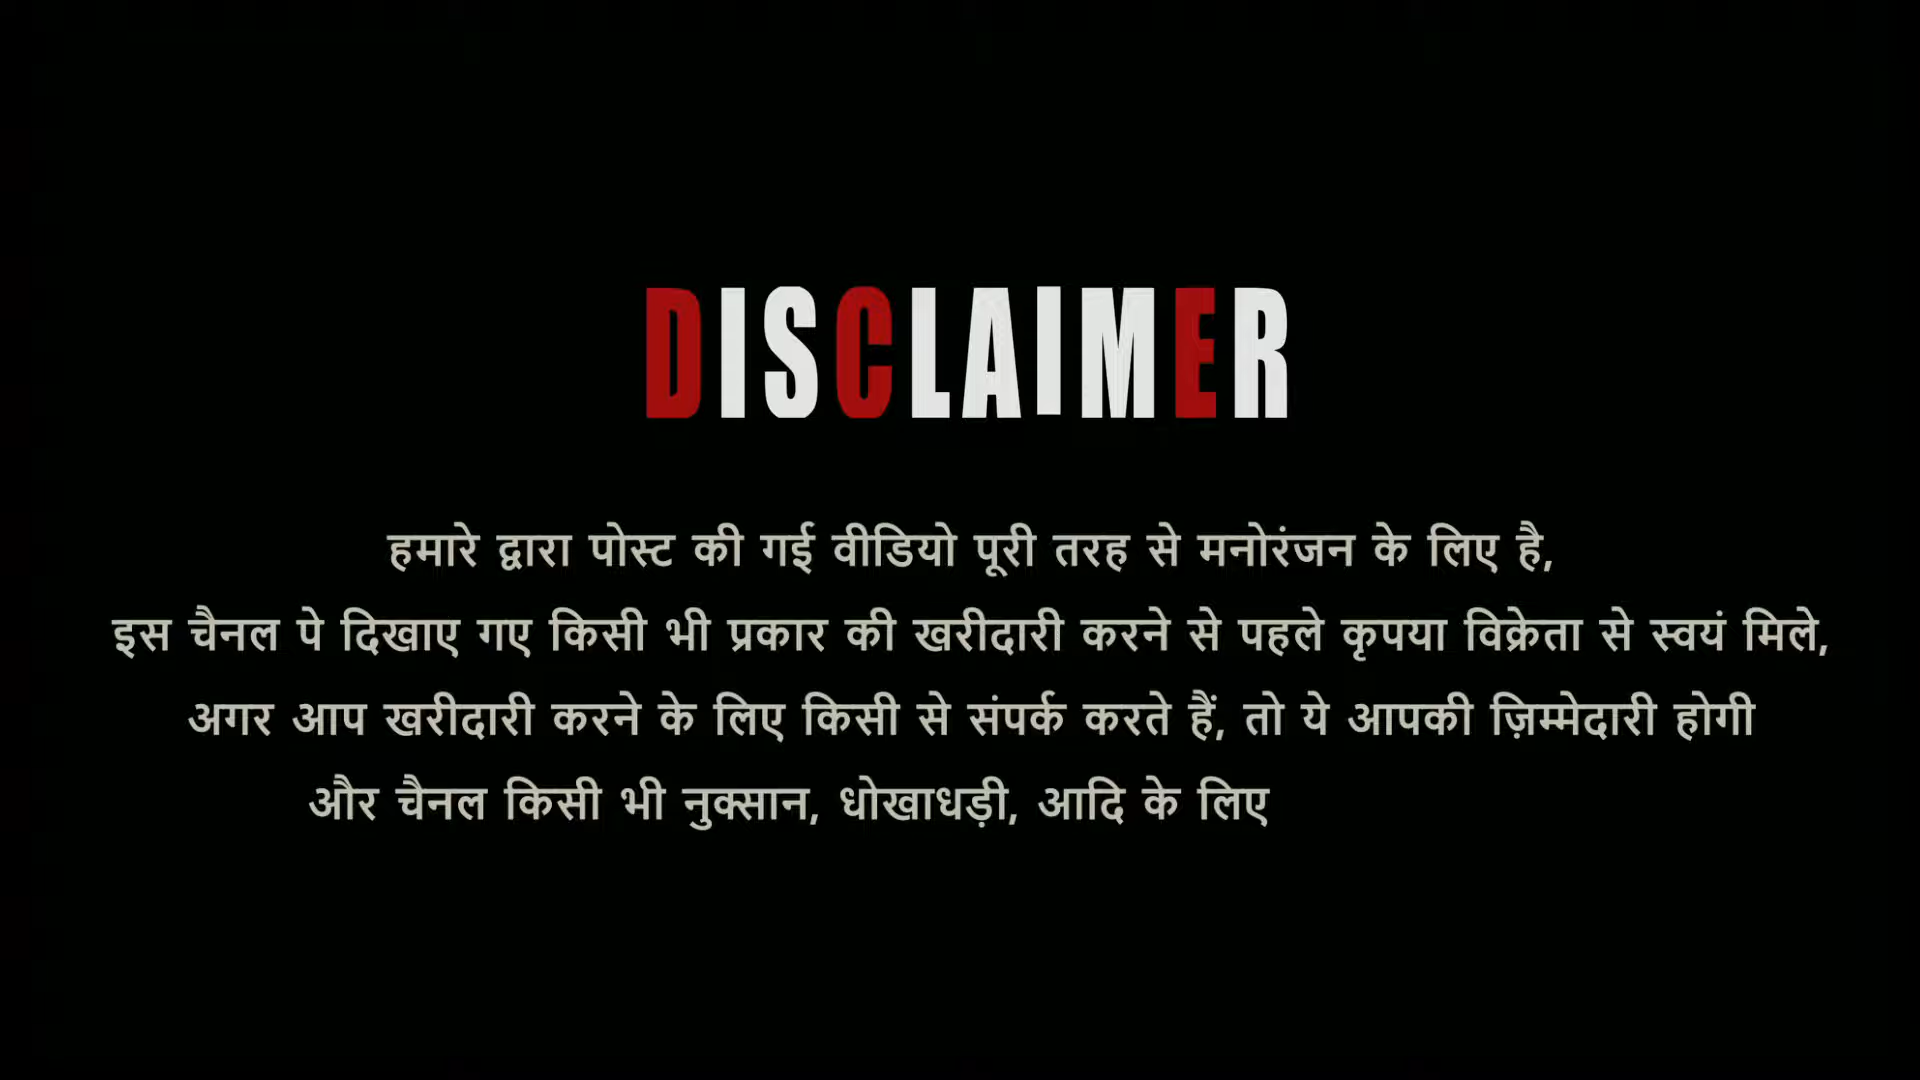 DISCLAIMER
हमारे द्वारा पोस्ट की गई वीडियो पूरी तरह से मनोरंजन के लिए है,
इस चैनल पे दिखाए गए किसी भी प्रकार की खरीदारी करने से पहले कृपया विक्रेता से स्वयं मिले,
अगर आप खरीदारी करने के लिए किसी से संपर्क करते हैं, तो ये आपकी ज़िम्मेदारी होगी
और चैनल किसी भी नुक्सान, धोखाधड़ी, आदि के लिए